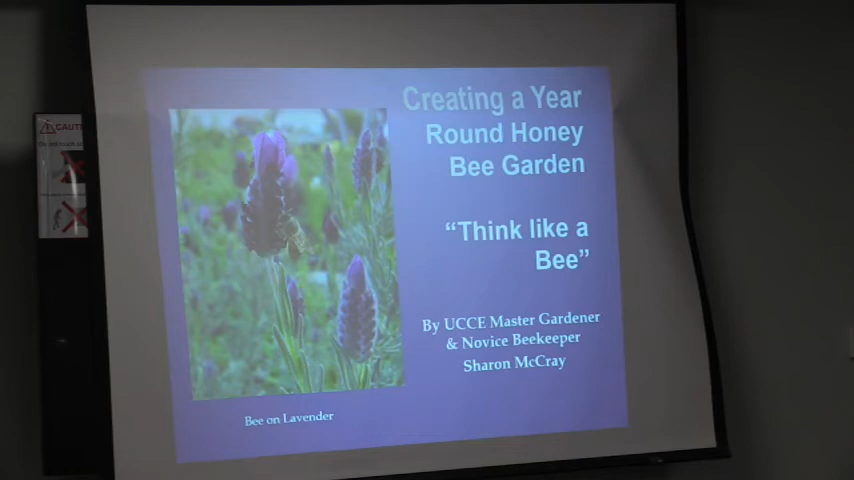 CAUTI
Creating a Year
Round Honey
Bee Garden
“Think like a
Bee”
By UCCE Master Gardener
& Novice Beekeeper
Sharon McCray
Bee on Lavender